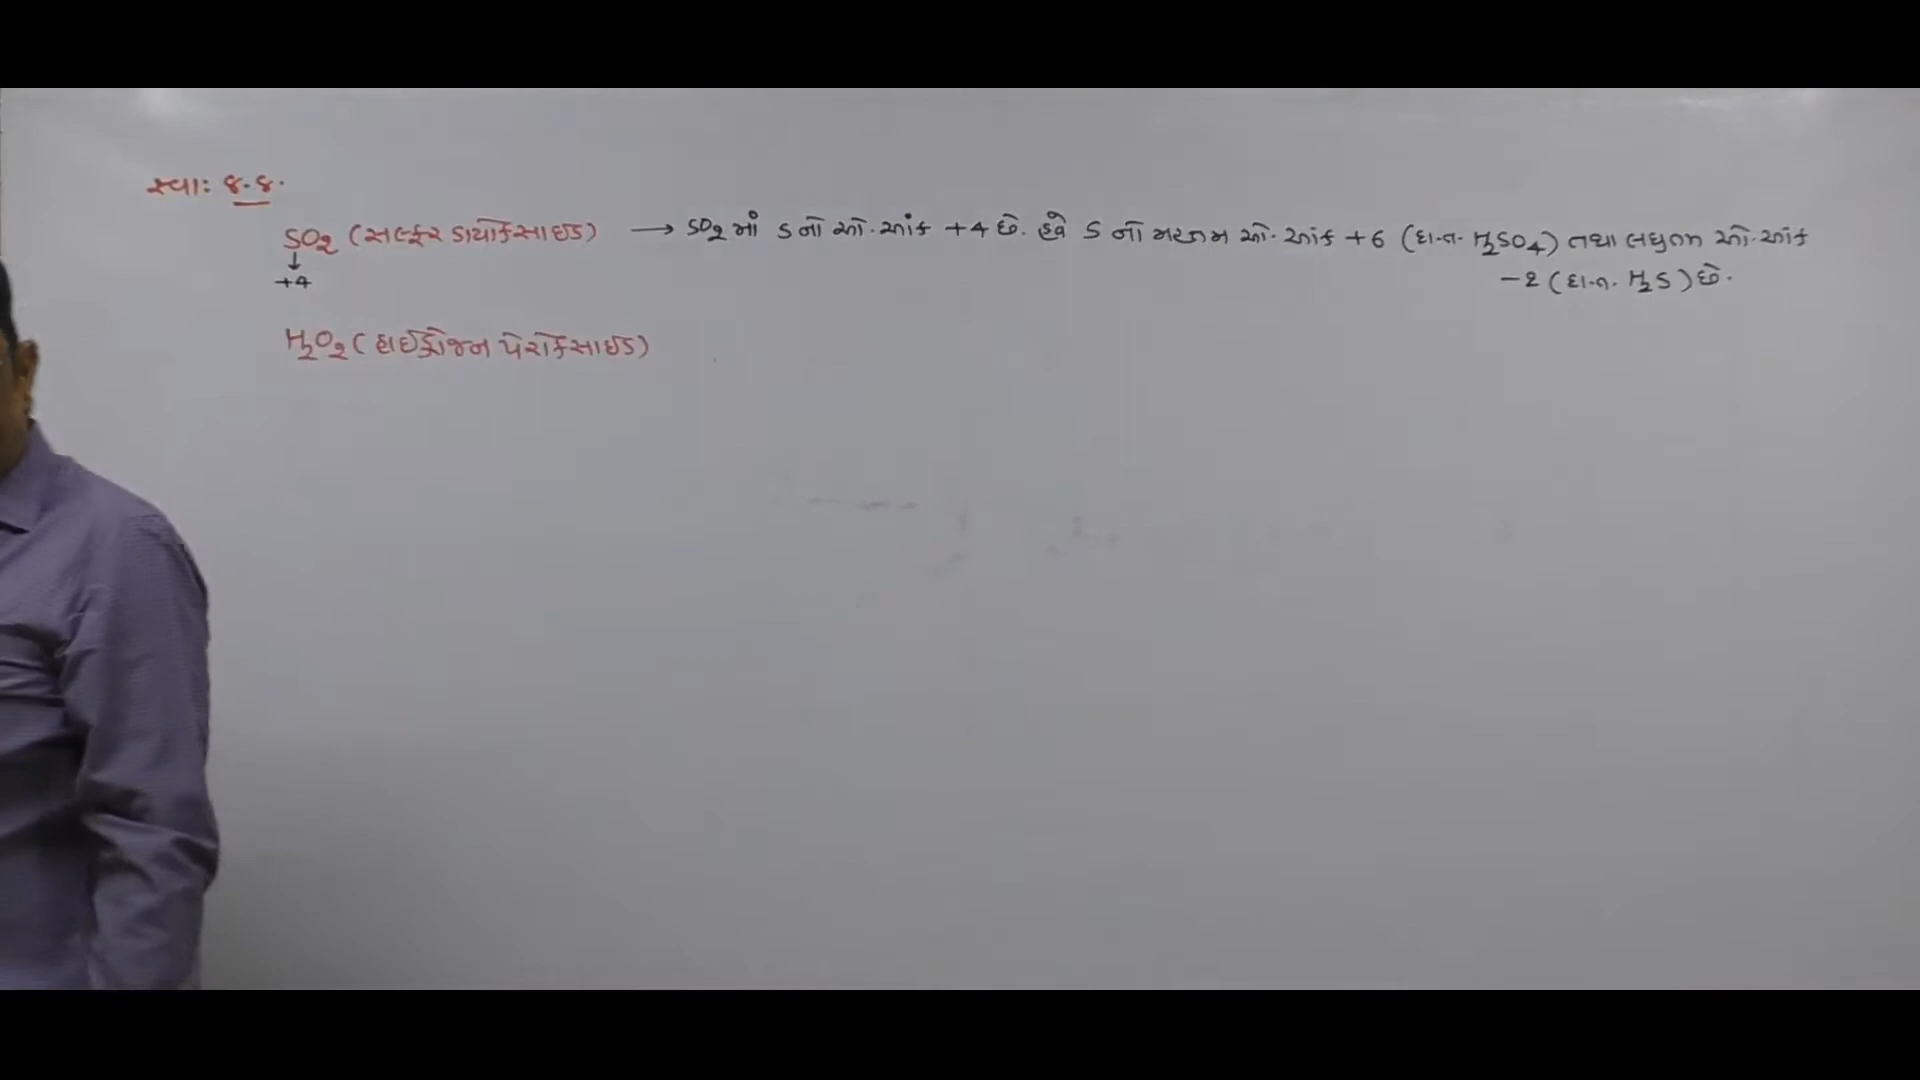 સ્વા: ૪.૪.
SO2 (સલ્ફર ડાયોક્સાઇડ) → SO2 માં S નો ઓ.આંક +4 છે. હવે S નો મહત્તમ ઓ.આંક +6 (દા.ત. H2SO4) તથા લઘુત્તમ ઓ.આંક
↓
+4
-2 (દા.ત. H2S) છે.
H2O2 (હાઈડ્રોજન પેરોક્સાઇડ)